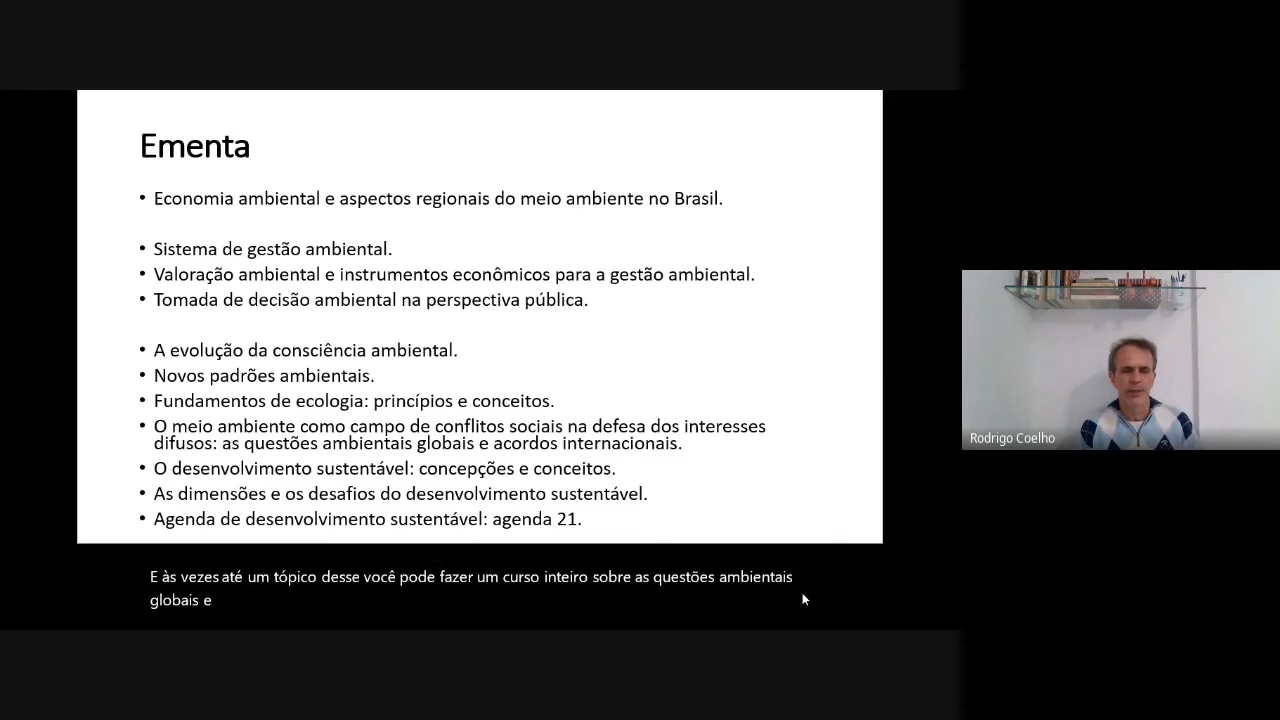 Ementa
• Economia ambiental e aspectos regionais do meio ambiente no Brasil.
• Sistema de gestão ambiental.
• Valoração ambiental e instrumentos econômicos para a gestão ambiental.
• Tomada de decisão ambiental na perspectiva pública.
• A evolução da consciência ambiental.
• Novos padrões ambientais.
• Fundamentos de ecologia: princípios e conceitos.
• O meio ambiente como campo de conflitos sociais na defesa dos interesses
difusos: as questões ambientais globais e acordos internacionais.
• O desenvolvimento sustentável: concepções e conceitos.
• As dimensões e os desafios do desenvolvimento sustentável.
• Agenda de desenvolvimento sustentável: agenda 21.
E às vezes até um tópico desse você pode fazer um curso inteiro sobre as questões ambientais
globais e
Rodrigo Coelho